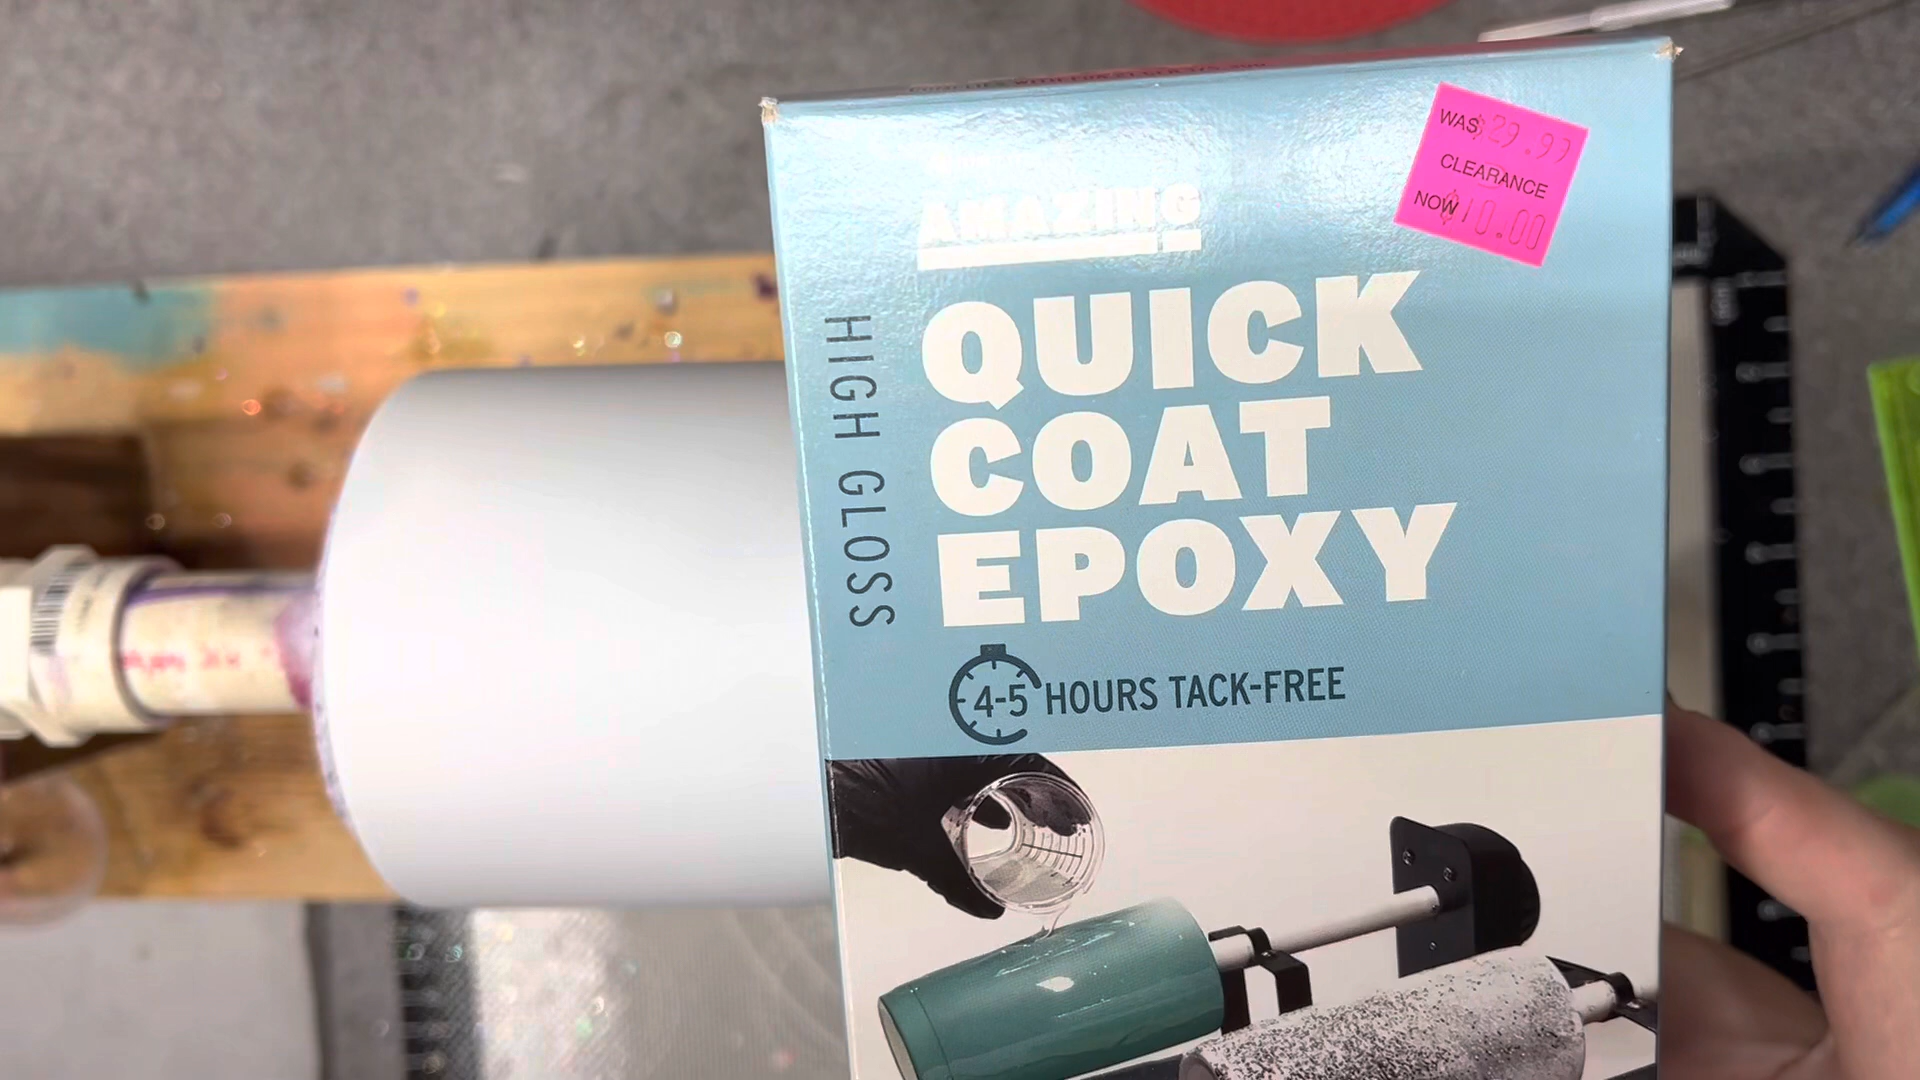 WAS $29.99
CLEARANCE
NOW $10.00
AMAZING
QUICK
COAT
EPOXY
HIGH GLOSS
4-5 HOURS TACK-FREE